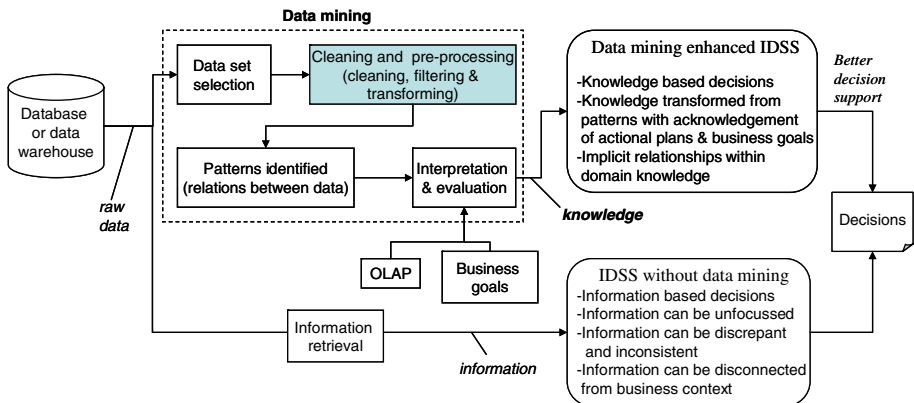 Data mining
Database
or data
warehouse
raw
data
Data set
selection
Cleaning and pre-processing
(cleaning, filtering &
transforming)
Patterns identified
(relations between data)
Interpretation
& evaluation
knowledge
OLAP
Business
goals
Information
retrieval
information
Data mining enhanced IDSS
-Knowledge based decisions
-Knowledge transformed from
patterns with acknowledgement
of actional plans & business goals
-Implicit relationships within
domain knowledge
Better
decision
support
Decisions
IDSS without data mining
-Information based decisions
-Information can be unfocussed
-Information can be discrepant
and inconsistent
-Information can be disconnected
from business context